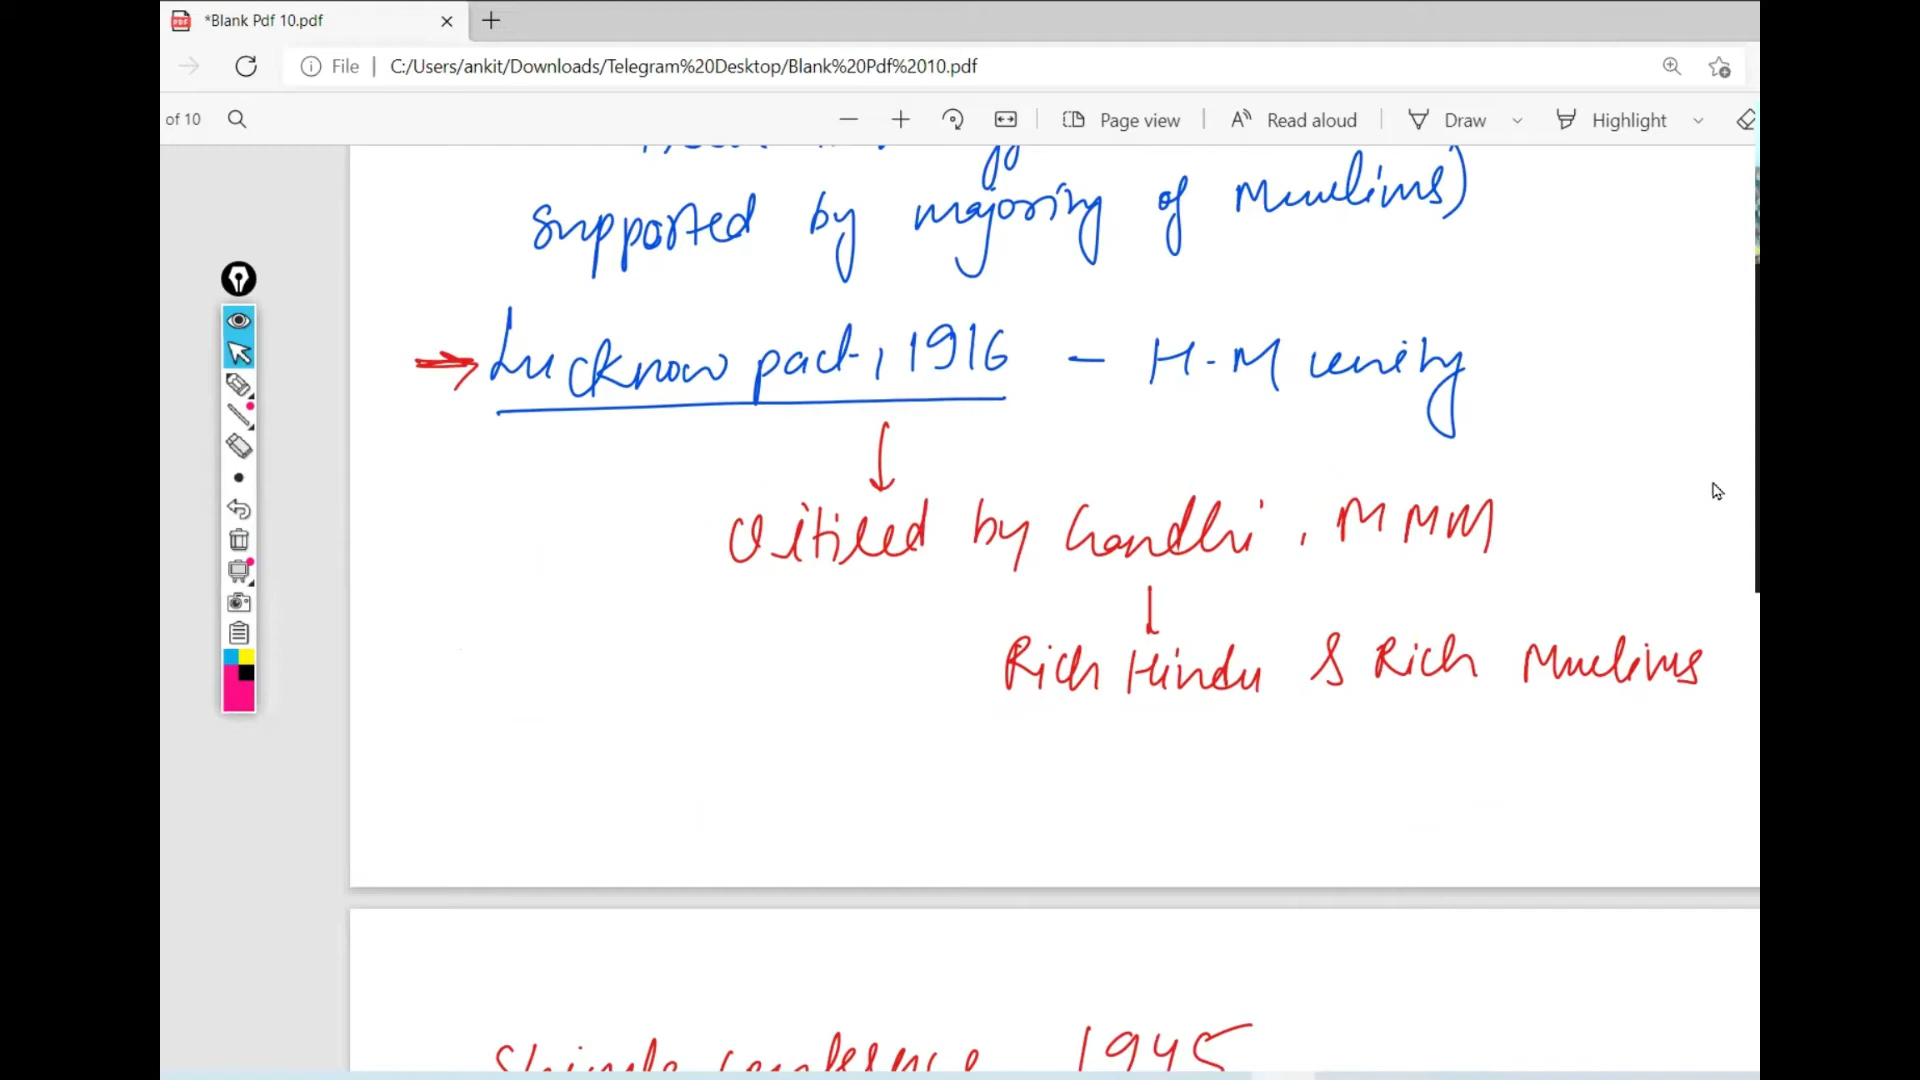 *Blank Pdf 10.pdf
File C:/Users/ankit/Downloads/Telegram%20Desktop/Blank%20Pdf%2010.pdf
of 10 Page view Read aloud Draw Highlight
supported by majority of Muslims)
Lucknow pact, 1916 – H-M unity
Criticised by Gandhi, MMM
Rich Hindu & Rich Muslims
Shimla conference 1945